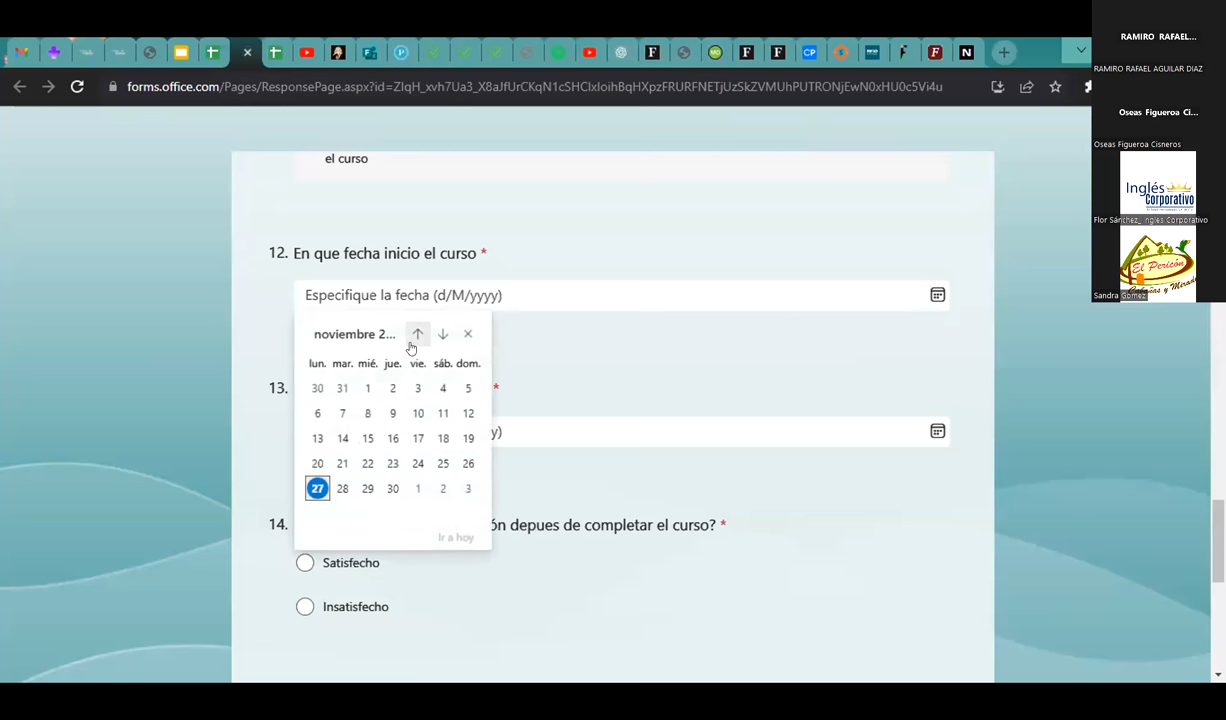 RAMIRO RAFAEL...
RAMIRO RAFAEL AGUILAR DIAZ
Oseas Figueroa Ci...
Oseas Figueroa Cisneros
Inglés
Corporativo
Flor Sánchez_ Ingles Corporativo
El Pericón
Cabañas y Mirado
Sandra Gomez
forms.office.com/Pages/ResponsePage.aspx?id=ZIqH_xvh7Ua3_X8aJfUrCKqN1cSHCIxIoihBqHXpzFRURFNETjUzSkZVMUhPUTRONjEwN0xHU0c5Vi4u
el curso
12. En que fecha inicio el curso *
Especifique la fecha (d/M/yyyy)
noviembre 2...
lun. mar. mié. jue. vie. sáb. dom.
30 31 1 2 3 4 5
6 7 8 9 10 11 12
13 14 15 16 17 18 19
20 21 22 23 24 25 26
27 28 29 30 1 2 3
Ir a hoy
13. *
y)
14. ón depues de completar el curso? *
Satisfecho
Insatisfecho